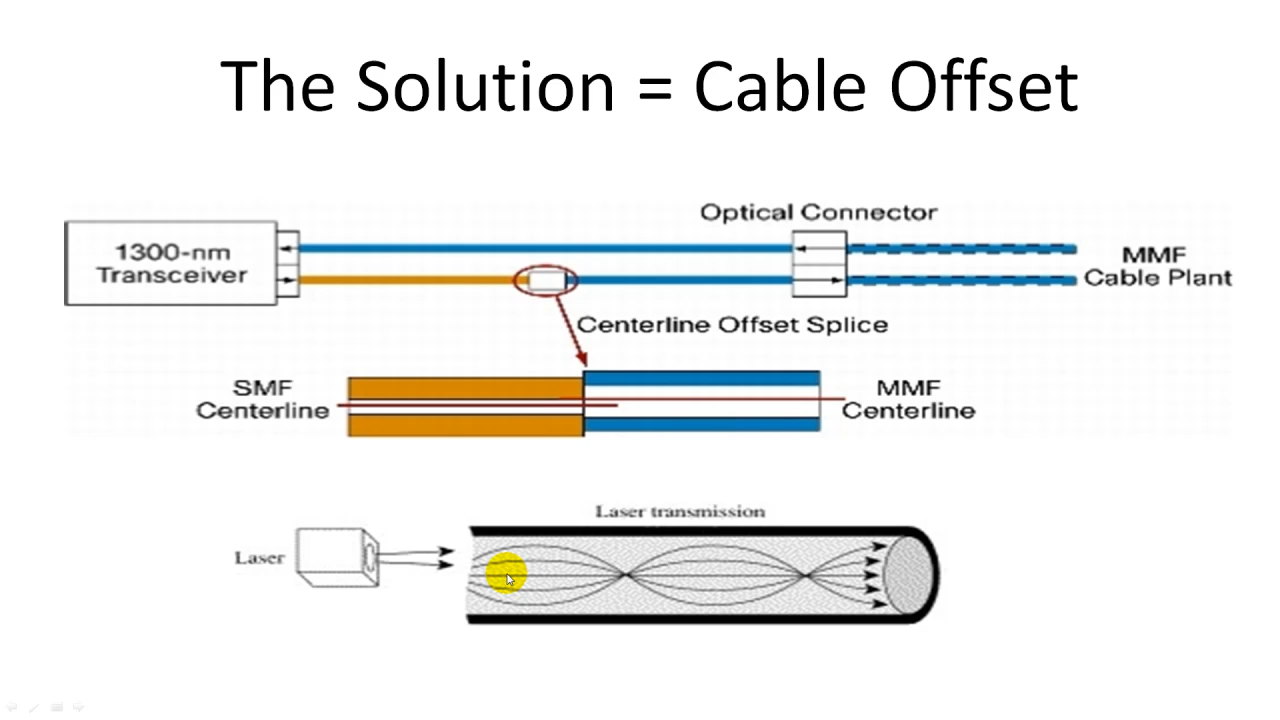 The Solution = Cable Offset
Optical Connector
1300-nm
Transceiver
MMF
Cable Plant
Centerline Offset Splice
SMF
Centerline
MMF
Centerline
Laser transmission
Laser